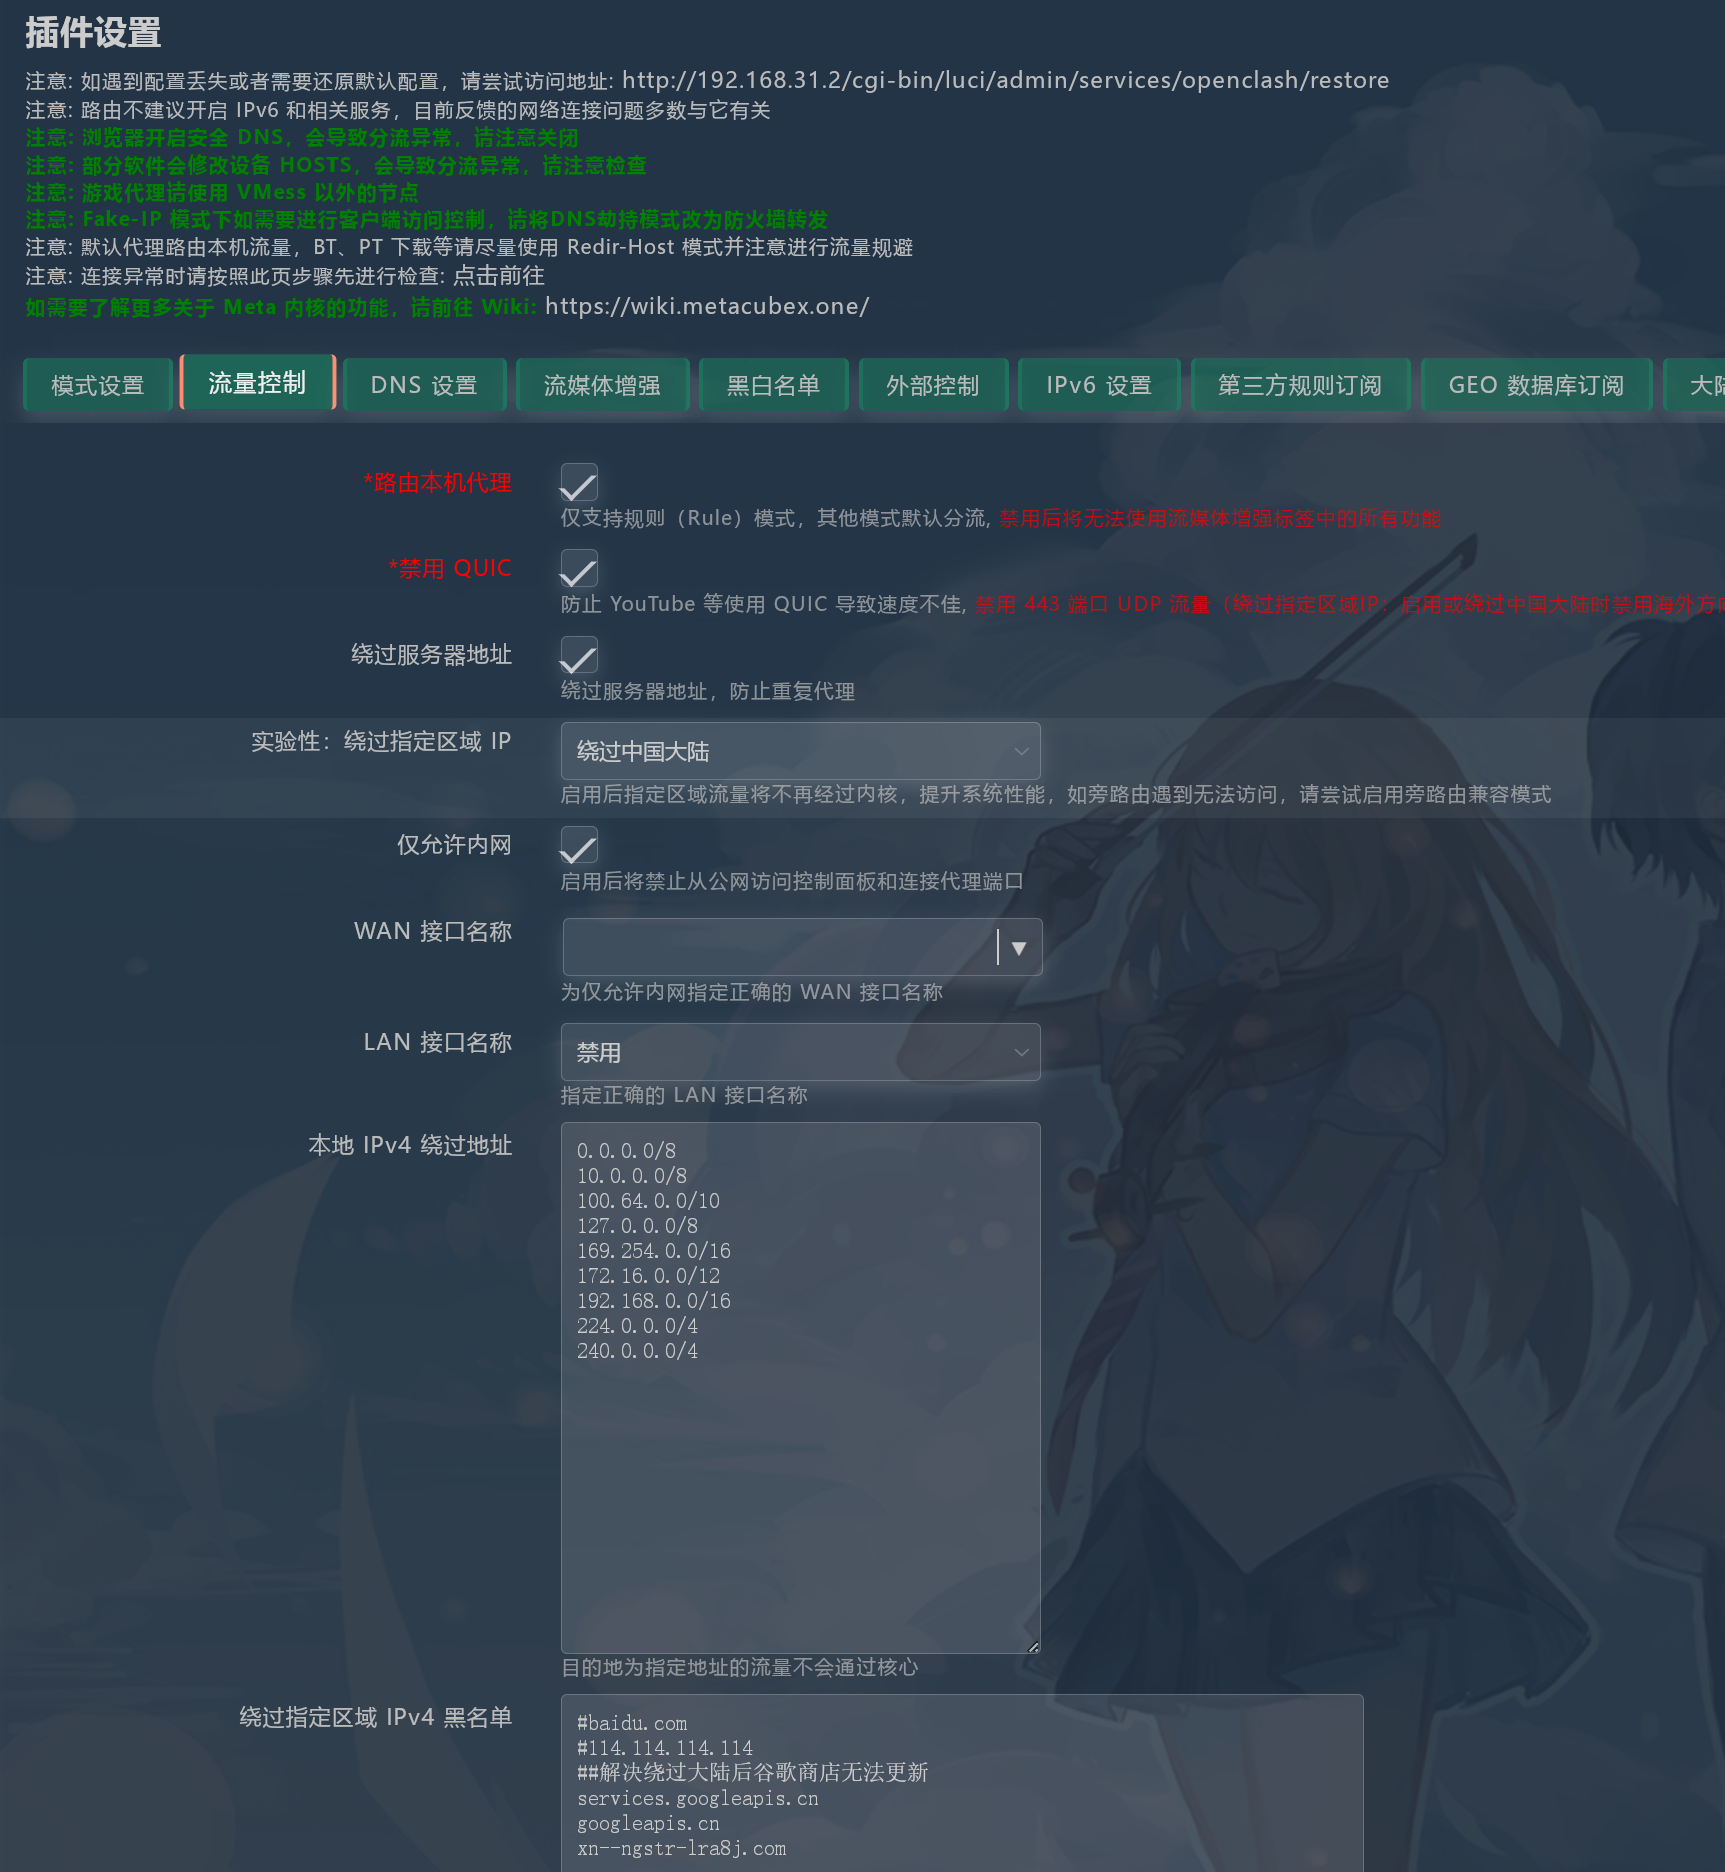 插件设置
注意: 如遇到配置丢失或者需要还原默认配置，请尝试访问地址: http://192.168.31.2/cgi-bin/luci/admin/services/openclash/restore
注意: 路由不建议开启 IPv6 和相关服务，目前反馈的网络连接问题多数与它有关
注意: 浏览器开启安全 DNS，会导致分流异常，请注意关闭
注意: 部分软件会修改设备 HOSTS，会导致分流异常，请注意检查
注意: 游戏代理请使用 VMess 以外的节点
注意: Fake-IP 模式下如需要进行客户端访问控制，请将DNS劫持模式改为防火墙转发
注意: 默认代理路由本机流量，BT、PT 下载等请尽量使用 Redir-Host 模式并注意进行流量规避
注意: 连接异常时请按照此页步骤先进行检查: 点击前往
如需要了解更多关于 Meta 内核的功能，请前往 Wiki: https://wiki.metacubex.one/
模式设置 流量控制 DNS 设置 流媒体增强 黑白名单 外部控制 IPv6 设置 第三方规则订阅 GEO 数据库订阅 大陆
*路由本机代理
仅支持规则（Rule）模式，其他模式默认分流, 禁用后将无法使用流媒体增强标签中的所有功能
*禁用 QUIC
防止 YouTube 等使用 QUIC 导致速度不佳, 禁用 443 端口 UDP 流量（绕过指定区域IP：启用或绕过中国大陆时禁用海外方向
绕过服务器地址
绕过服务器地址，防止重复代理
实验性：绕过指定区域 IP
绕过中国大陆
启用后指定区域流量将不再经过内核，提升系统性能，如旁路由遇到无法访问，请尝试启用旁路由兼容模式
仅允许内网
启用后将禁止从公网访问控制面板和连接代理端口
WAN 接口名称
▼
为仅允许内网指定正确的 WAN 接口名称
LAN 接口名称
禁用
指定正确的 LAN 接口名称
本地 IPv4 绕过地址
0.0.0.0/8
10.0.0.0/8
100.64.0.0/10
127.0.0.0/8
169.254.0.0/16
172.16.0.0/12
192.168.0.0/16
224.0.0.0/4
240.0.0.0/4
目的地为指定地址的流量不会通过核心
绕过指定区域 IPv4 黑名单
#baidu.com
#114.114.114.114
##解决绕过大陆后谷歌商店无法更新
services.googleapis.cn
googleapis.cn
xn--ngstr-lra8j.com